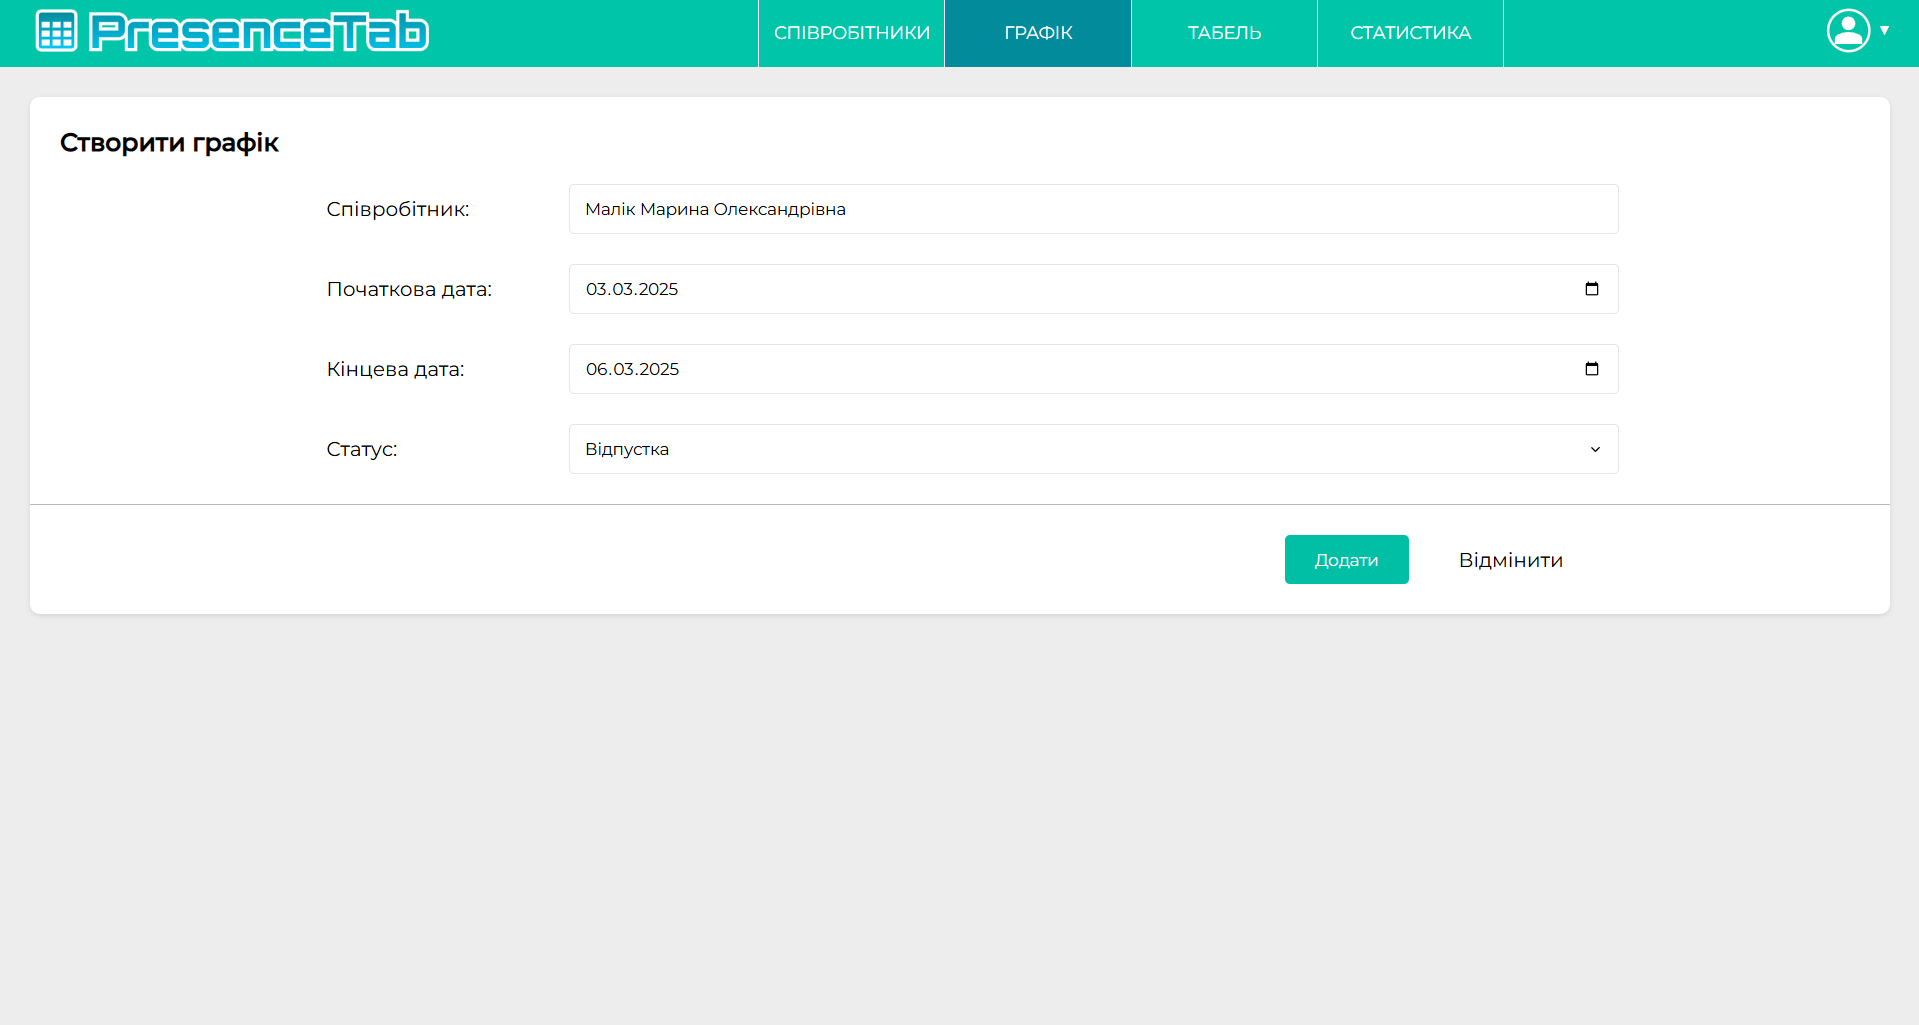 PresenceTab
СПІВРОБІТНИКИ
ГРАФІК
ТАБЕЛЬ
СТАТИСТИКА
Створити графік
Співробітник:
Малік Марина Олександрівна
Початкова дата:
03.03.2025
Кінцева дата:
06.03.2025
Статус:
Відпустка
Додати
Відмінити